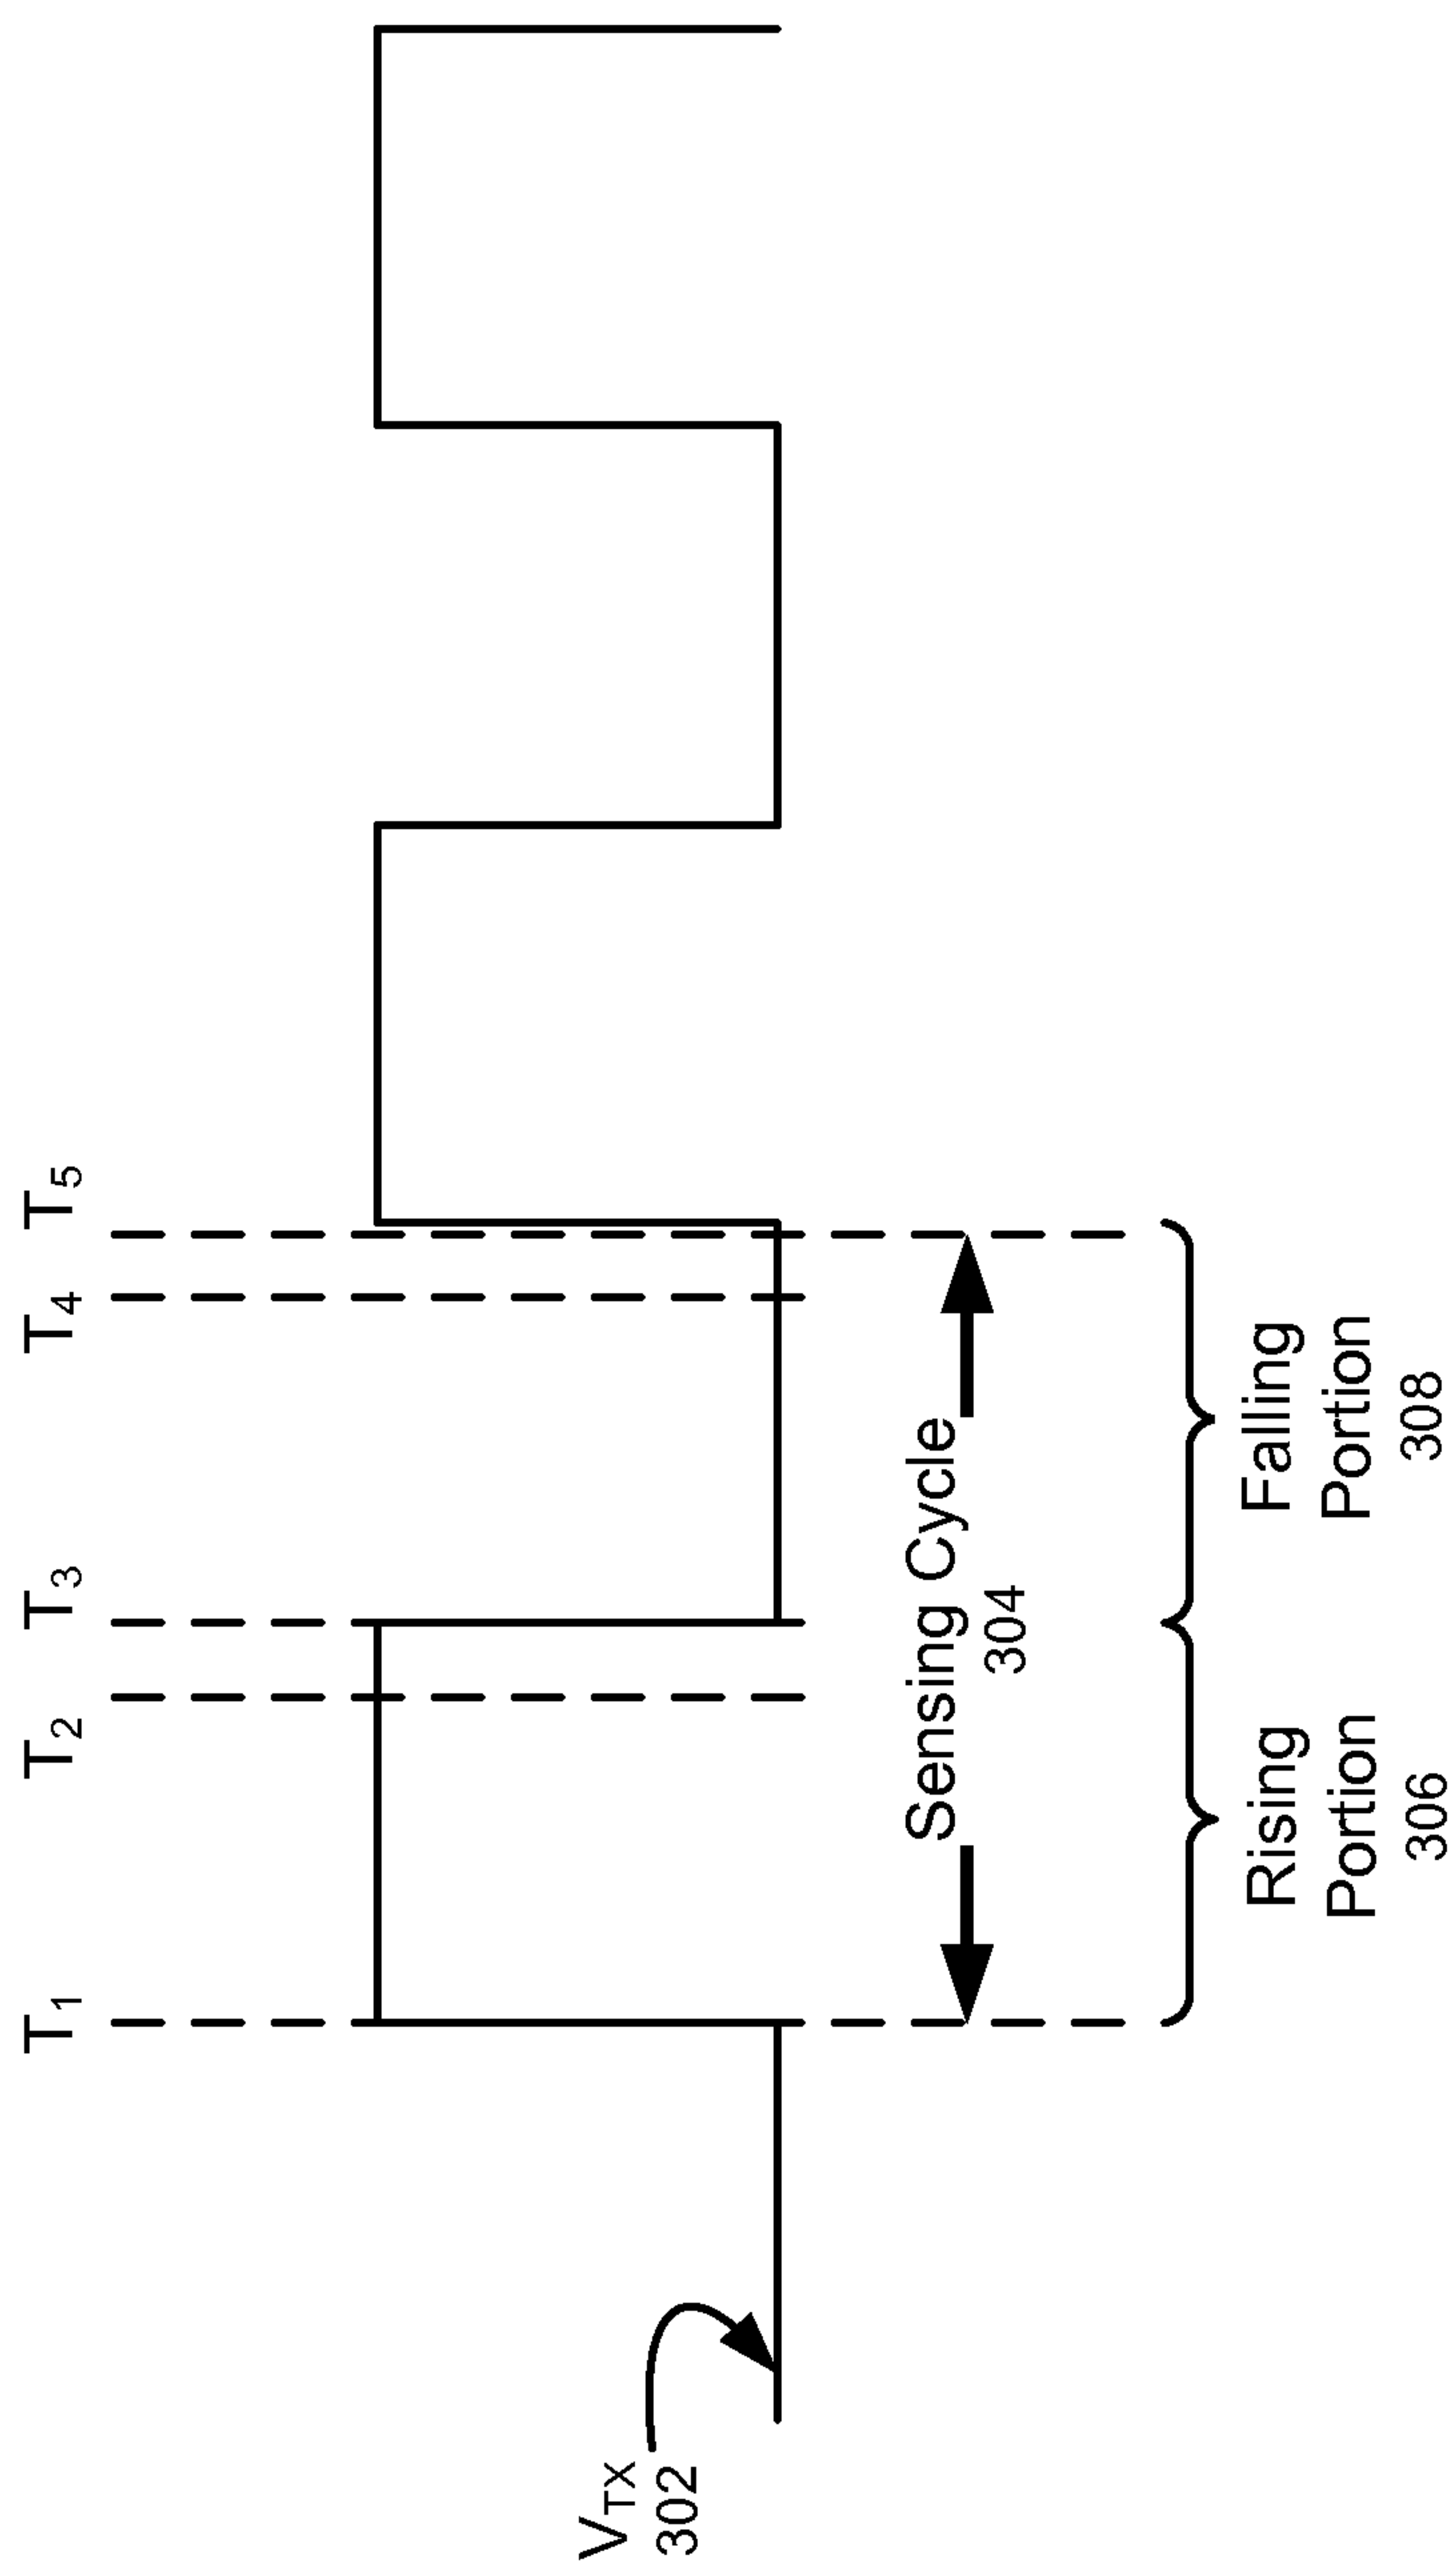 T1
T2
T3
T4
T5
VTX
302
Sensing Cycle
304
Rising
Portion
306
Falling
Portion
308